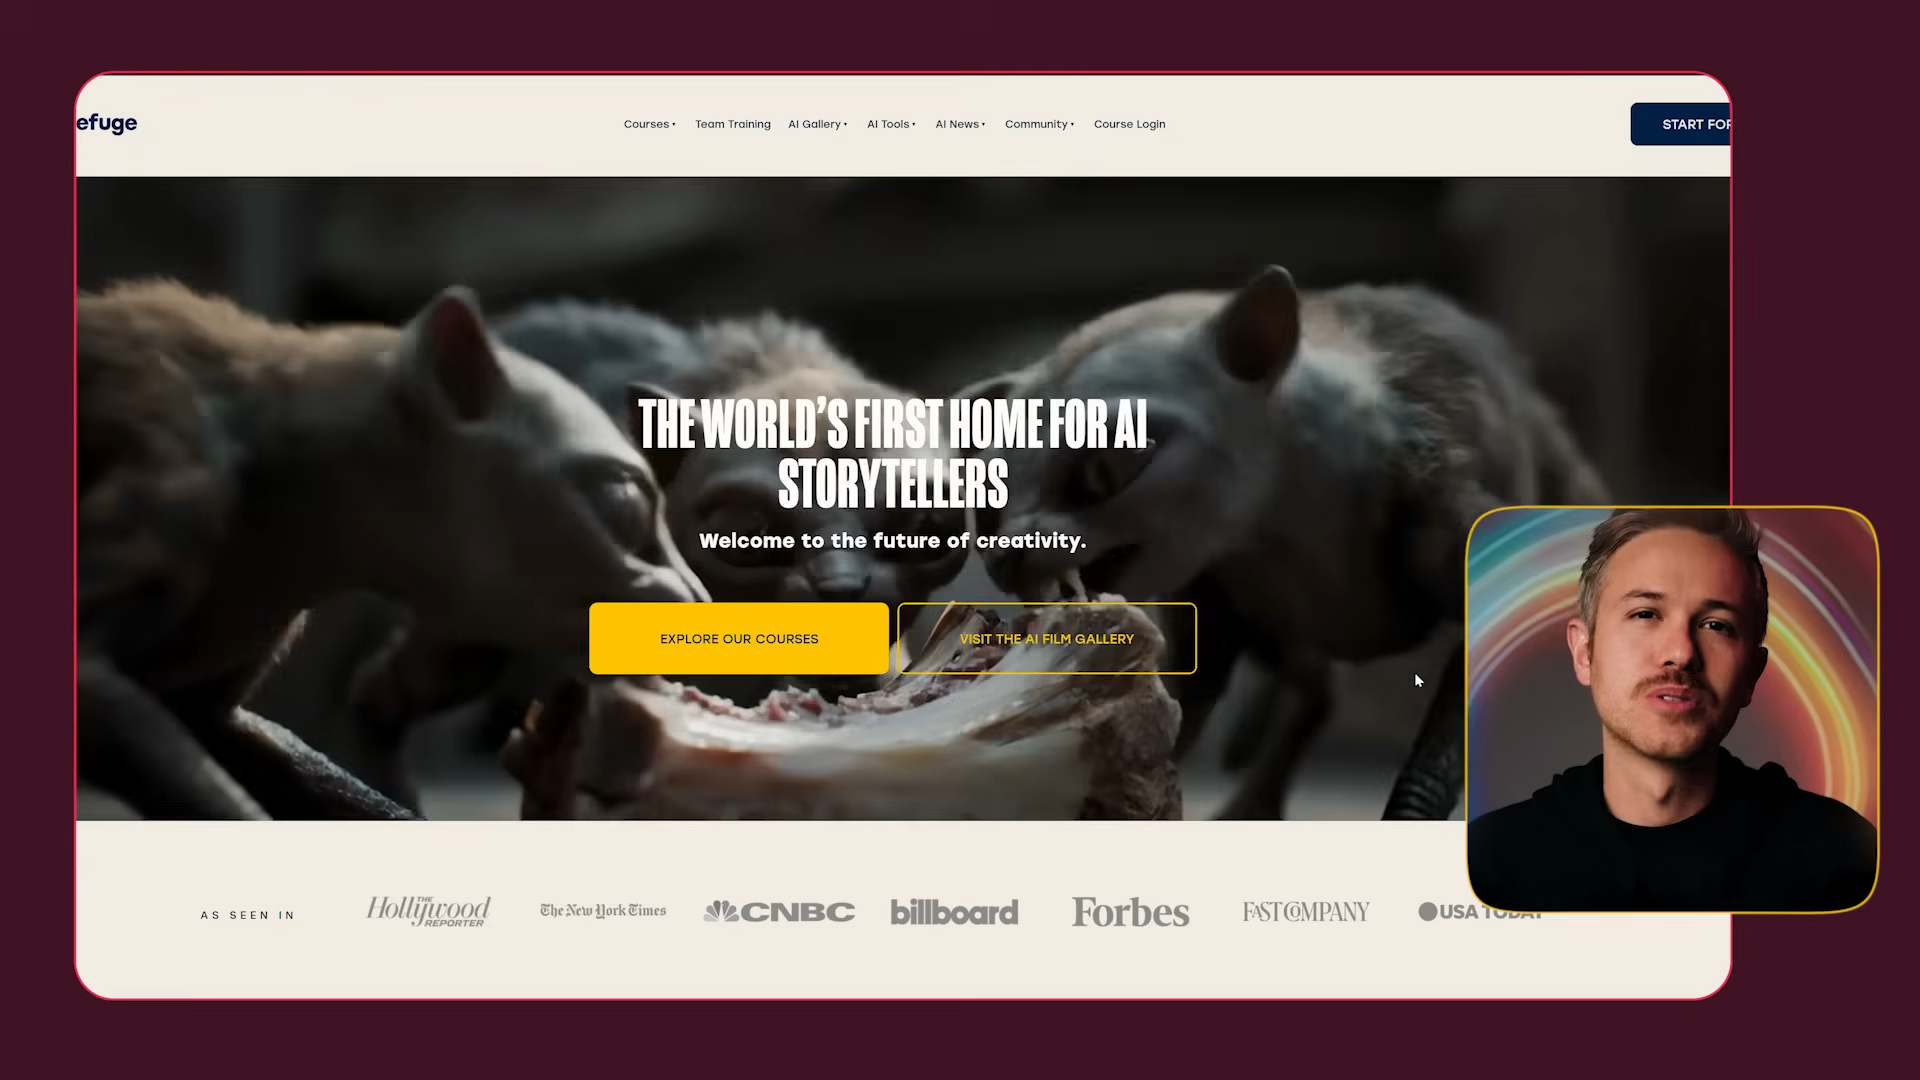 efuge
Courses
Team Training
AI Gallery
AI Tools
AI News
Community
Course Login
START FOR
THE WORLD'S FIRST HOME FOR AI
STORYTELLERS
Welcome to the future of creativity.
EXPLORE OUR COURSES
VISIT THE AI FILM GALLERY
AS SEEN IN
THE
Hollywood
REPORTER
The New York Times
CNBC
billboard
Forbes
FAST COMPANY
USA TODAY